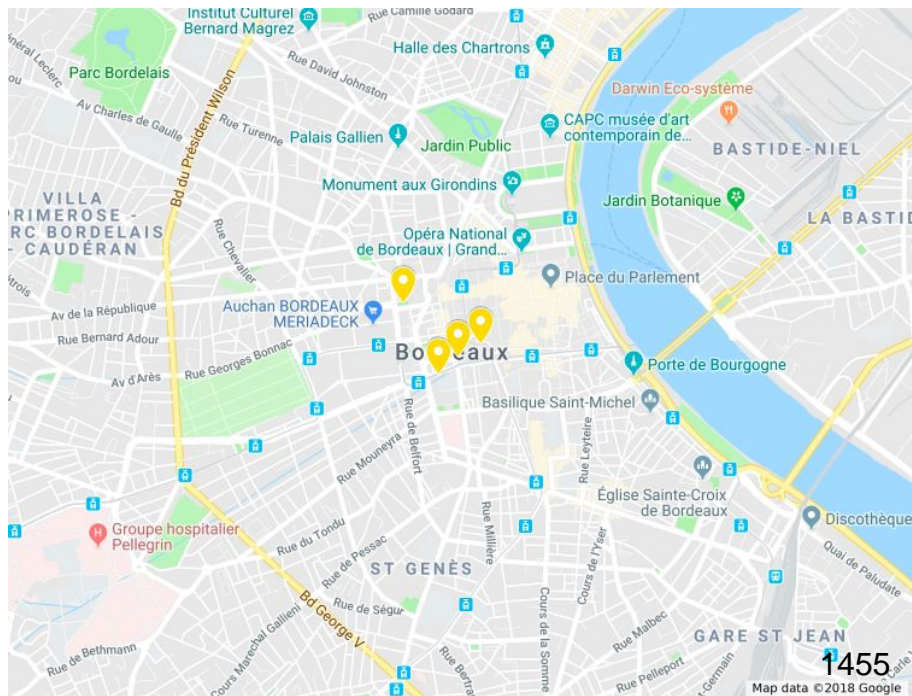 Institut Culturel
Bernard Magrez
Rue Camille Godard
Halle des Chartrons
Parc Bordelais
Rue David Johnston
Av Charles de Gaulle
Bd du Président Wilson
Rue Turenne
Darwin Eco-système
CAPC musée d'art
contemporain de...
Palais Gallien
Jardin Public
BASTIDE-NIEL
Monument aux Girondins
Jardin Botanique
VILLA
PRIMEROSE -
RC BORDELAIS
- CAUDÉRAN
LA BASTID
Rue Chevalier
Opéra National
de Bordeaux | Grand...
Place du Parlement
Av de la République
Auchan BORDEAUX
MERIADECK
Rue Bernard Adour
Rue Georges Bonnac
Av d'Arès
Porte de Bourgogne
Basilique Saint-Michel
Rue de Belfort
Rue Mouneyra
Rue Leyteire
Église Sainte-Croix
de Bordeaux
Discothèque
Groupe hospitalier
Pellegrin
Rue du Tondu
Rue de Pessac
Rue Millière
Cours de l'Yser
Quai de Paludate
ST GENÈS
Bd George V
Rue de Ségur
Cours Marechal Gallieni
Rue de Bethmann
Cours de la Somme
Rue Malbec
GARE ST JEAN
Rue Pelleport
1455
Map data ©2018 Google